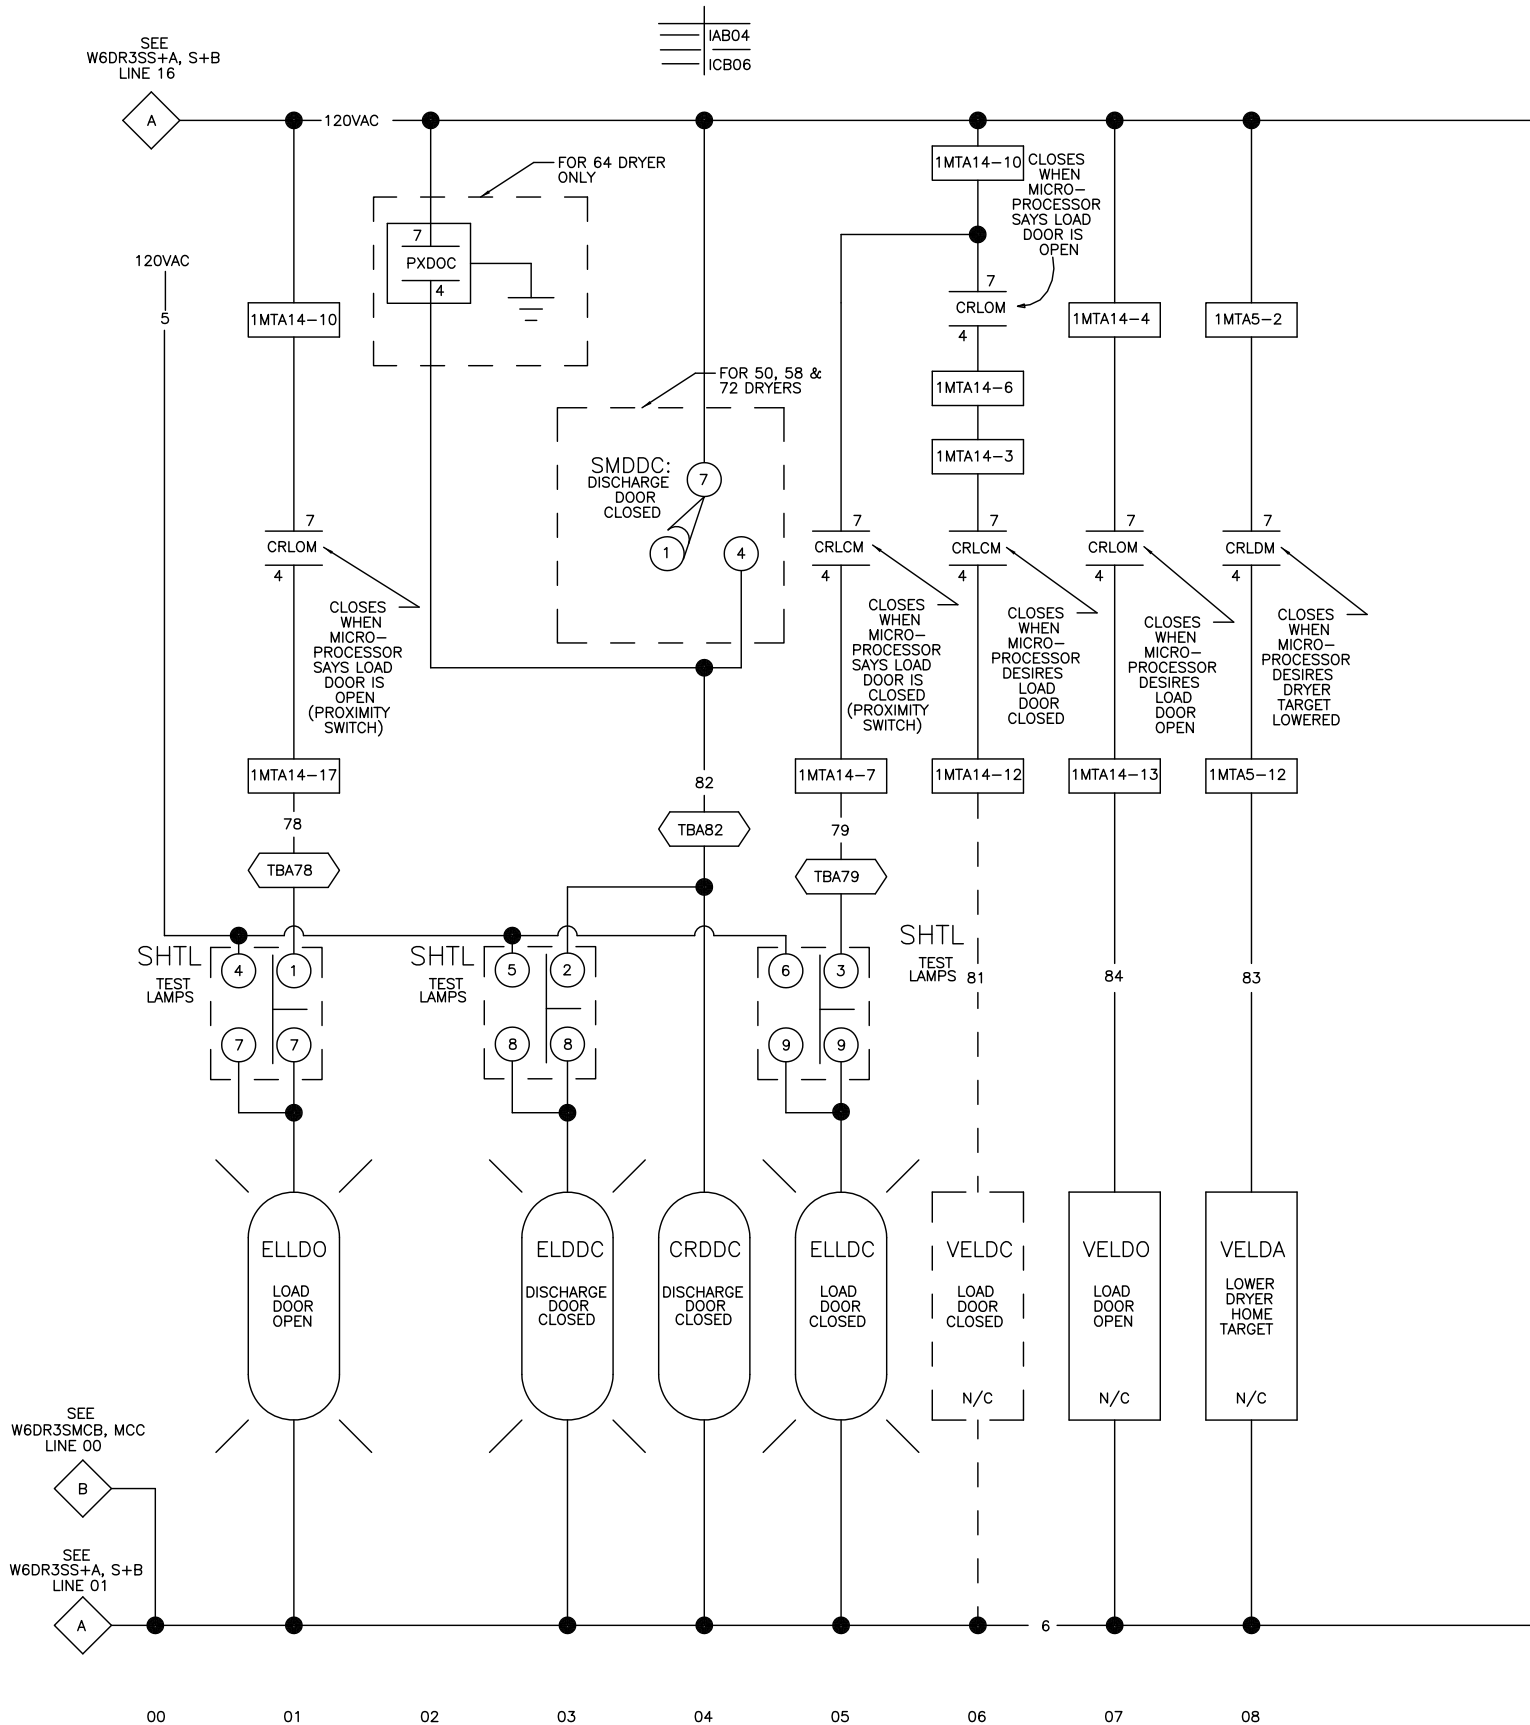 IAB04
ICB06
SEE
W6DR3SS+A, S+B
LINE 16
A
120VAC
FOR 64 DRYER
ONLY
7
PXDOC
4
1MTA14-10
CLOSES
WHEN
MICRO-
PROCESSOR
SAYS LOAD
DOOR IS
OPEN
7
CRLOM
4
120VAC
5
1MTA14-10
1MTA14-4
1MTA5-2
1MTA14-6
1MTA14-3
FOR 50, 58 &
72 DRYERS
SMDDC:
DISCHARGE
DOOR
CLOSED
7
1
4
7
CRLOM
4
CLOSES
WHEN
MICRO-
PROCESSOR
SAYS LOAD
DOOR IS
OPEN
(PROXIMITY
SWITCH)
7
CRLCM
4
CLOSES
WHEN
MICRO-
PROCESSOR
SAYS LOAD
DOOR IS
CLOSED
(PROXIMITY
SWITCH)
7
CRLCM
4
CLOSES
WHEN
MICRO-
PROCESSOR
DESIRES
LOAD
DOOR
CLOSED
7
CRLOM
4
CLOSES
WHEN
MICRO-
PROCESSOR
DESIRES
LOAD
DOOR
OPEN
7
CRLDM
4
CLOSES
WHEN
MICRO-
PROCESSOR
DESIRES
DRYER
TARGET
LOWERED
1MTA14-17
82
1MTA14-7
1MTA14-12
1MTA14-13
1MTA5-12
78
TBA82
79
TBA78
TBA79
SHTL
TEST
LAMPS
4
1
7
7
SHTL
TEST
LAMPS
5
2
8
8
6
3
9
9
SHTL
TEST
LAMPS
81
84
83
ELLDO
LOAD
DOOR
OPEN
ELDDC
DISCHARGE
DOOR
CLOSED
CRDDC
DISCHARGE
DOOR
CLOSED
ELLDC
LOAD
DOOR
CLOSED
VELDC
LOAD
DOOR
CLOSED
N/C
VELDO
LOAD
DOOR
OPEN
N/C
VELDA
LOWER
DRYER
HOME
TARGET
N/C
SEE
W6DR3SMCB, MCC
LINE 00
B
SEE
W6DR3SS+A, S+B
LINE 01
A
6
00
01
02
03
04
05
06
07
08